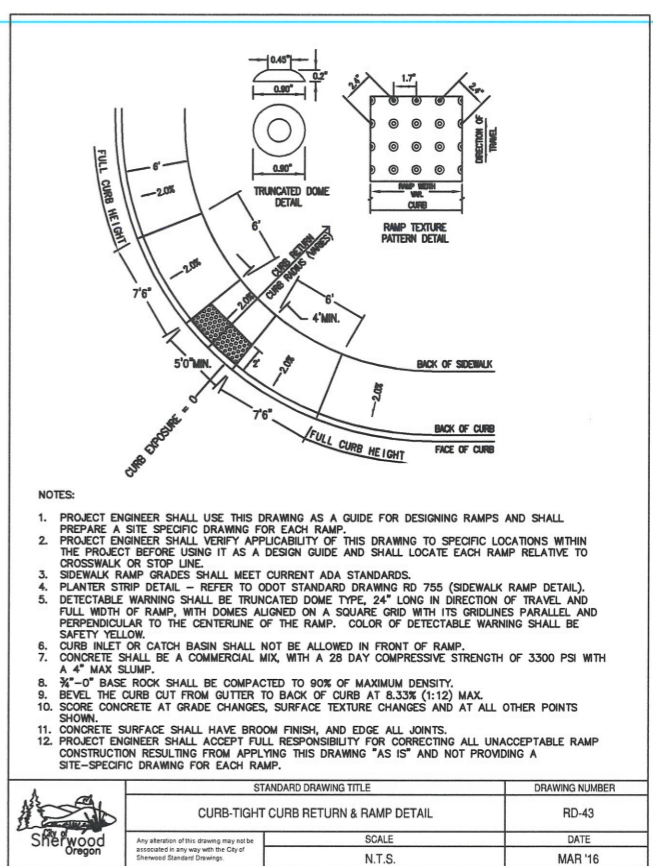 0.45"
0.2"
0.90"
0.90"
TRUNCATED DOME
DETAIL
2.4"
1.7"
2.4"
DIRECTION OF
TRAVEL
RAMP WIDTH
VAR.
CURB
RAMP TEXTURE
PATTERN DETAIL
FULL CURB HEIGHT
6'
2.0%
6'
2.0%
7'6"
CURB RETURN
CURB RADIUS (VARIES)
2.0%
6'
4'MIN.
5'0"MIN.
2'
2.0%
BACK OF SIDEWALK
2.0%
7'6"
CURB EXPOSURE = 0
FULL CURB HEIGHT
BACK OF CURB
FACE OF CURB
NOTES:
1. PROJECT ENGINEER SHALL USE THIS DRAWING AS A GUIDE FOR DESIGNING RAMPS AND SHALL
PREPARE A SITE SPECIFIC DRAWING FOR EACH RAMP.
2. PROJECT ENGINEER SHALL VERIFY APPLICABILITY OF THIS DRAWING TO SPECIFIC LOCATIONS WITHIN
THE PROJECT BEFORE USING IT AS A DESIGN GUIDE AND SHALL LOCATE EACH RAMP RELATIVE TO
CROSSWALK OR STOP LINE.
3. SIDEWALK RAMP GRADES SHALL MEET CURRENT ADA STANDARDS.
4. PLANTER STRIP DETAIL – REFER TO ODOT STANDARD DRAWING RD 755 (SIDEWALK RAMP DETAIL).
5. DETECTABLE WARNING SHALL BE TRUNCATED DOME TYPE, 24" LONG IN DIRECTION OF TRAVEL AND
FULL WIDTH OF RAMP, WITH DOMES ALIGNED ON A SQUARE GRID WITH ITS GRIDLINES PARALLEL AND
PERPENDICULAR TO THE CENTERLINE OF THE RAMP. COLOR OF DETECTABLE WARNING SHALL BE
SAFETY YELLOW.
6. CURB INLET OR CATCH BASIN SHALL NOT BE ALLOWED IN FRONT OF RAMP.
7. CONCRETE SHALL BE A COMMERCIAL MIX, WITH A 28 DAY COMPRESSIVE STRENGTH OF 3300 PSI WITH
A 4" MAX SLUMP.
8. ¾"-0" BASE ROCK SHALL BE COMPACTED TO 90% OF MAXIMUM DENSITY.
9. BEVEL THE CURB CUT FROM GUTTER TO BACK OF CURB AT 8.33% (1:12) MAX.
10. SCORE CONCRETE AT GRADE CHANGES, SURFACE TEXTURE CHANGES AND AT ALL OTHER POINTS
SHOWN.
11. CONCRETE SURFACE SHALL HAVE BROOM FINISH, AND EDGE ALL JOINTS.
12. PROJECT ENGINEER SHALL ACCEPT FULL RESPONSIBILITY FOR CORRECTING ALL UNACCEPTABLE RAMP
CONSTRUCTION RESULTING FROM APPLYING THIS DRAWING "AS IS" AND NOT PROVIDING A
SITE-SPECIFIC DRAWING FOR EACH RAMP.
City of
Sherwood
Oregon
STANDARD DRAWING TITLE
DRAWING NUMBER
CURB-TIGHT CURB RETURN & RAMP DETAIL
RD-43
Any alteration of this drawing may not be
associated in any way with the City of
Sherwood Standard Drawings.
SCALE
DATE
N.T.S.
MAR '16